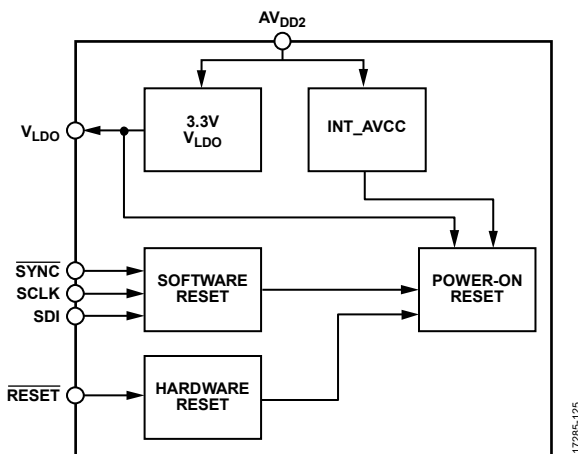 AVDD2
3.3V
VLDO
INT_AVCC
VLDO
SYNC
SCLK
SDI
SOFTWARE
RESET
POWER-ON
RESET
RESET
HARDWARE
RESET
17285-125